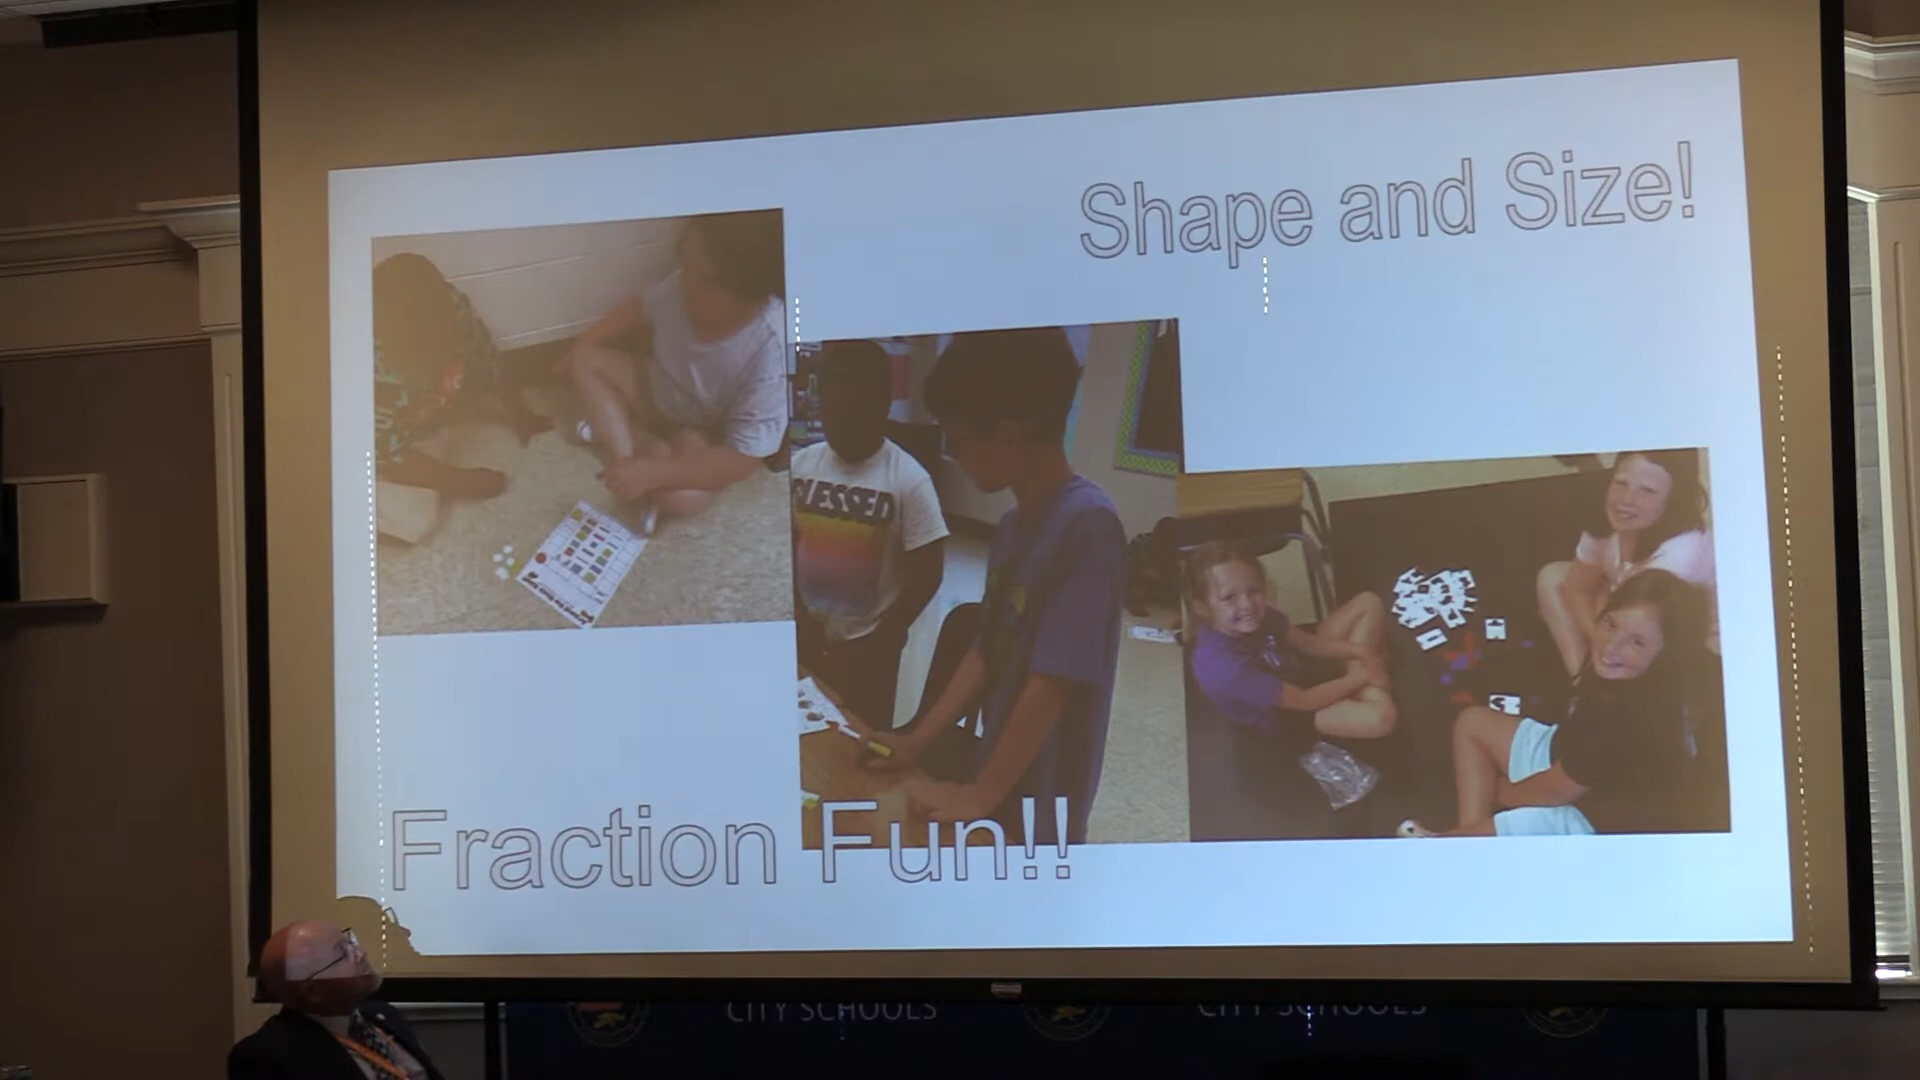 Shape and Size!
BLESSED
Fraction Fun!!
CITY SCHOOLS
CITY SCHOOLS